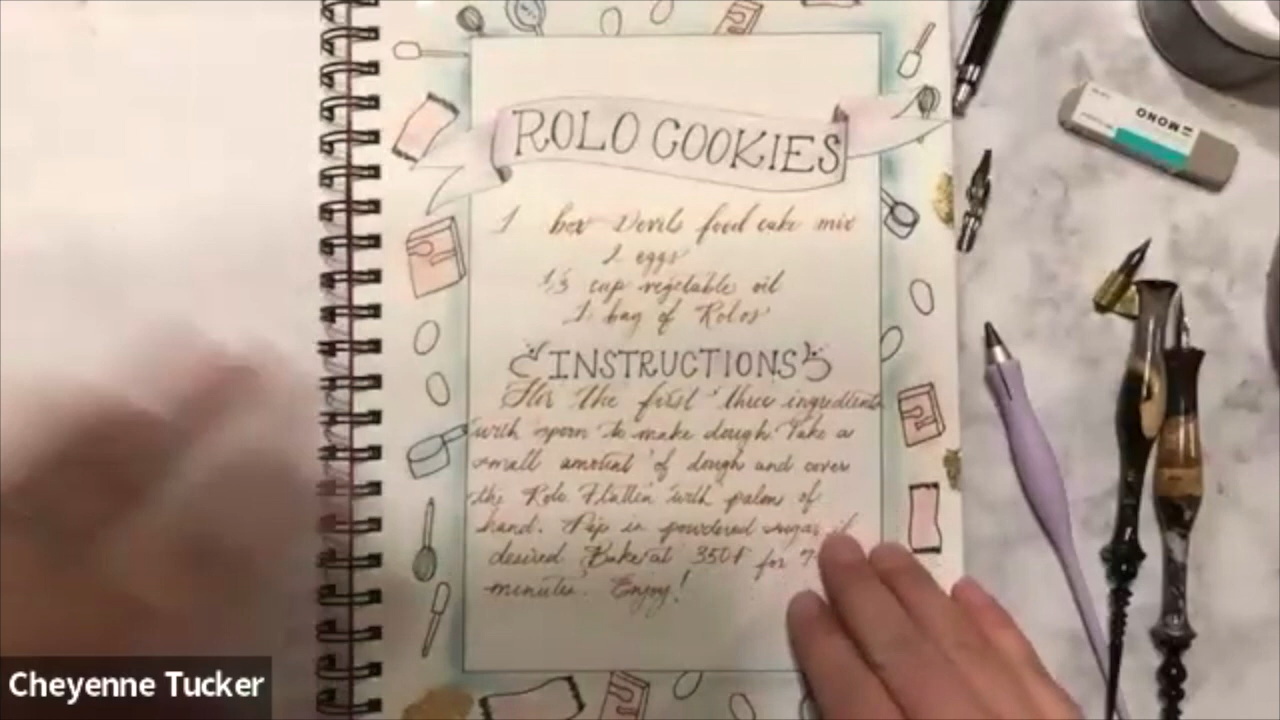 ROLO COOKIES
1 box Devils food cake mix
2 eggs
1/3 cup vegetable oil
1 bag of Rolos
INSTRUCTIONS
Stir the first three ingredients
with spoon to make dough. Take a
small amount of dough and cover
the Rolo. Flatten with palm of
hand. Dip in powdered sugar if
desired. Bake at 350F for 7
minutes. Enjoy!
MONO
Cheyenne Tucker